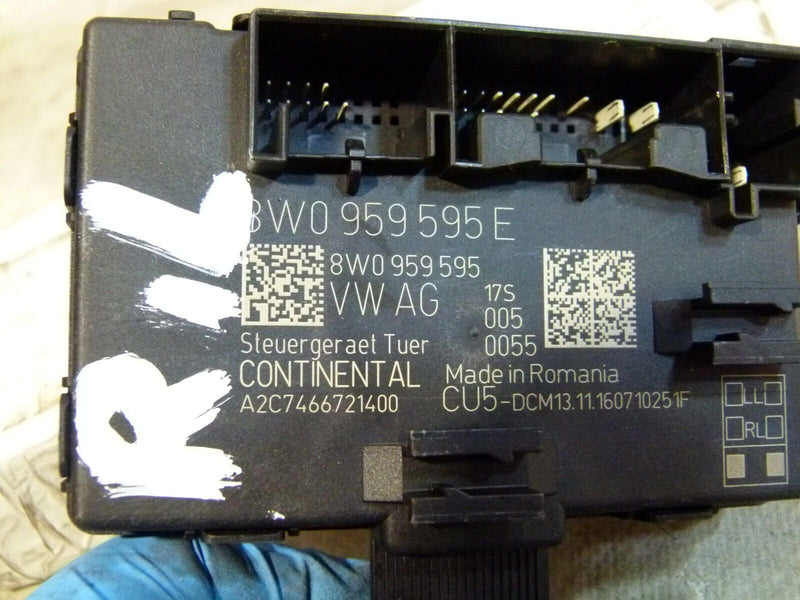 8W0 959 595 E
8W0 959 595
VW AG
17S
005
0055
Steuergeraet Tuer
CONTINENTAL
Made in Romania
A2C7466721400
CU5-DCM13.11.160710251F
LL
RL